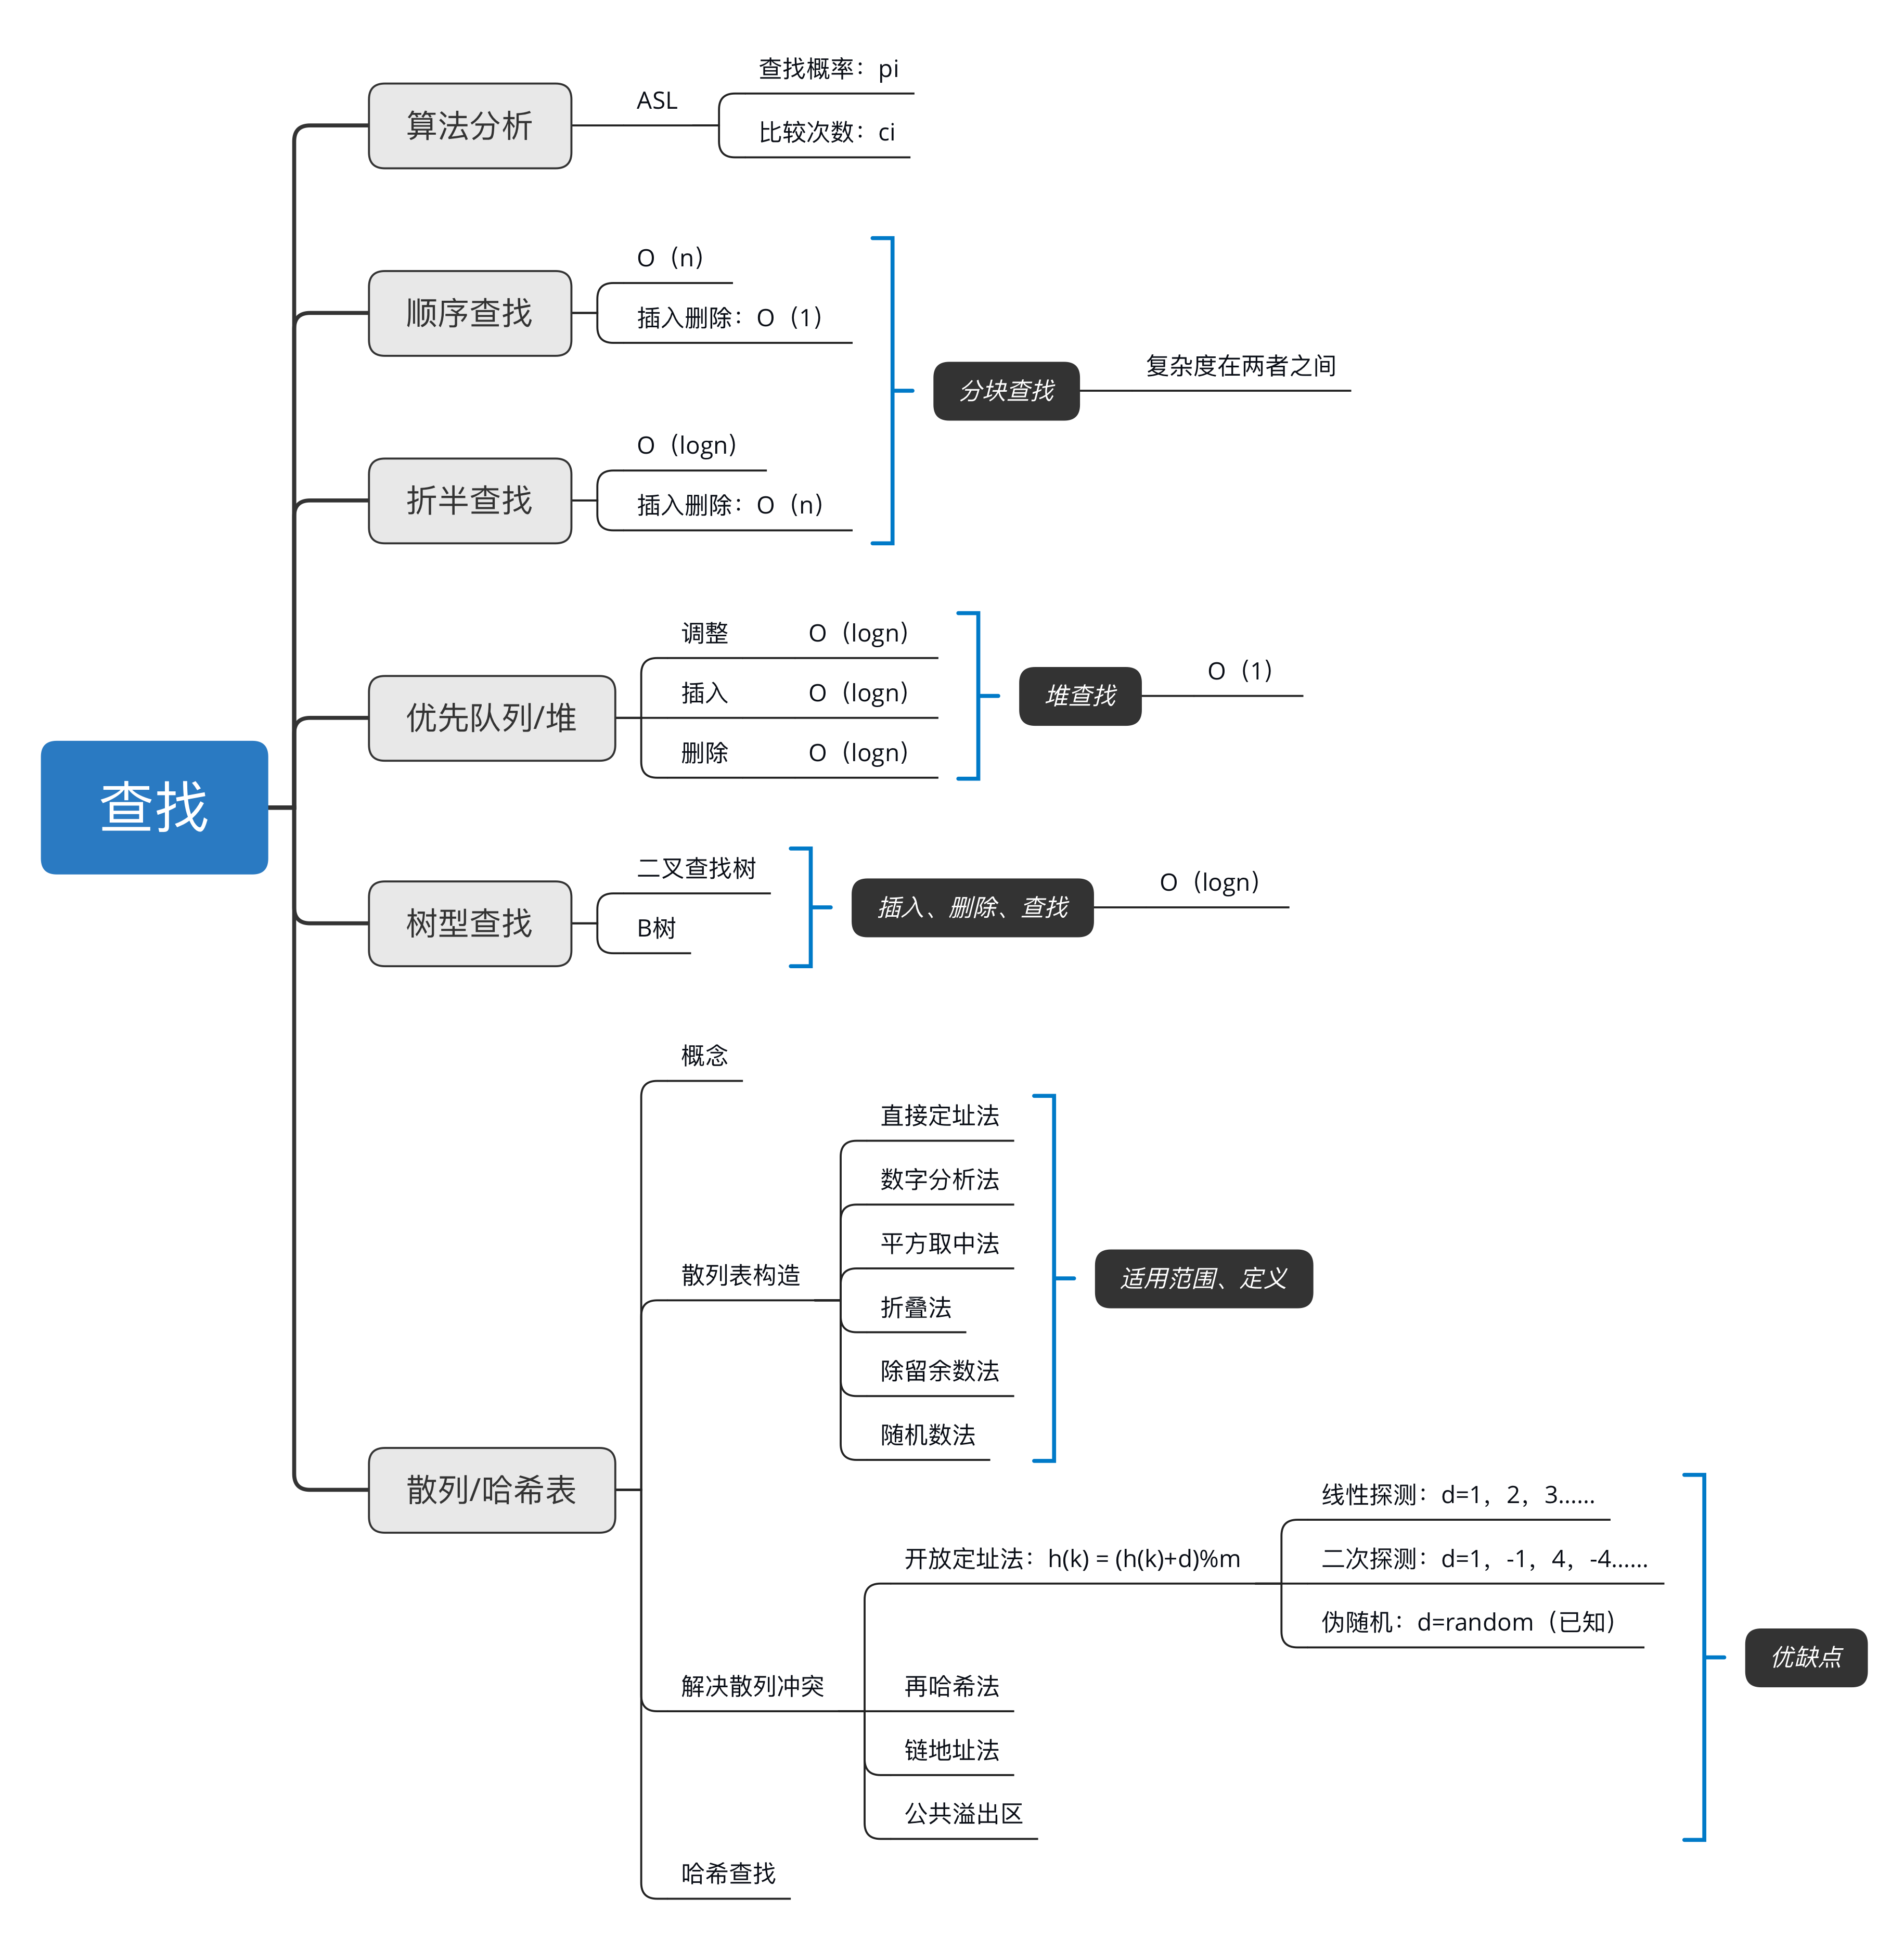 查找
算法分析
ASL
查找概率：pi
比较次数：ci
顺序查找
O（n）
插入删除：O（1）
折半查找
O（logn）
插入删除：O（n）
分块查找
复杂度在两者之间
优先队列/堆
调整 O（logn）
插入 O（logn）
删除 O（logn）
堆查找
O（1）
树型查找
二叉查找树
B树
插入、删除、查找
O（logn）
散列/哈希表
概念
散列表构造
直接定址法
数字分析法
平方取中法
折叠法
除留余数法
随机数法
适用范围、定义
解决散列冲突
开放定址法：h(k) = (h(k)+d)%m
线性探测：d=1，2，3……
二次探测：d=1，-1，4，-4……
伪随机：d=random（已知）
再哈希法
链地址法
公共溢出区
优缺点
哈希查找